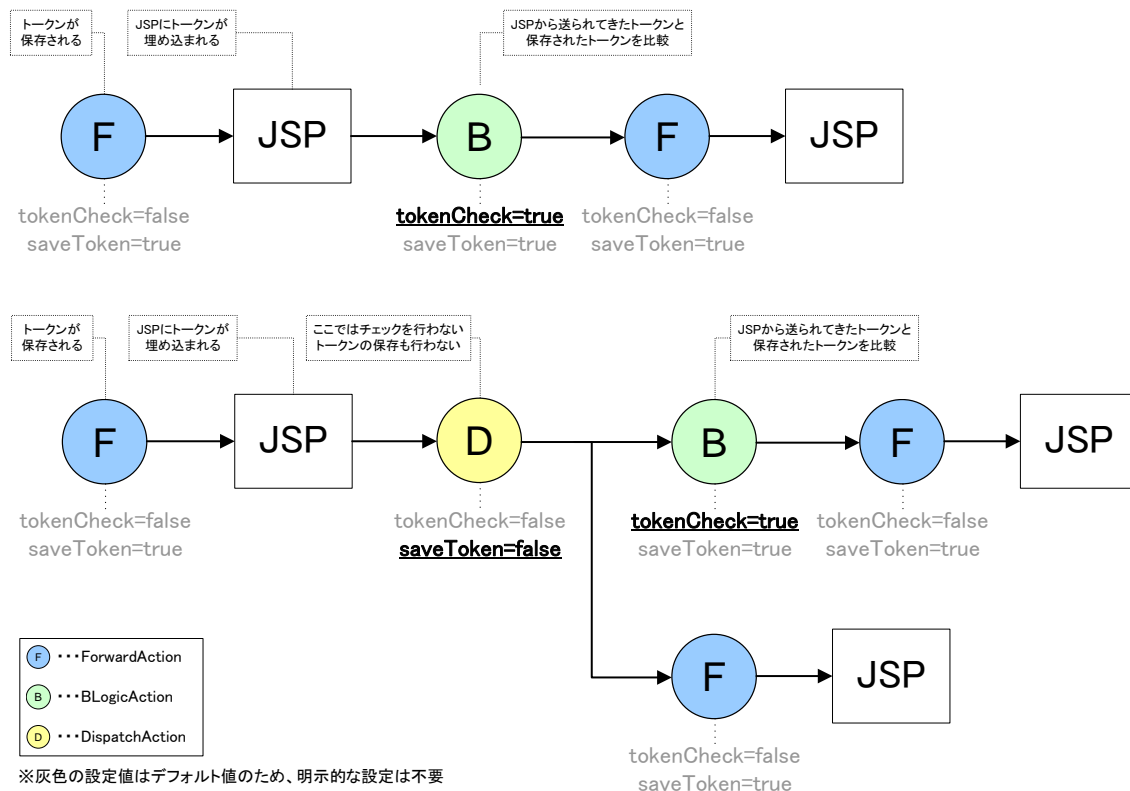 トークンが
保存される
JSPにトークンが
埋め込まれる
JSPから送られてきたトークンと
保存されたトークンを比較
F
JSP
B
F
JSP
tokenCheck=false
saveToken=true
tokenCheck=true
saveToken=true
tokenCheck=false
saveToken=true
トークンが
保存される
JSPにトークンが
埋め込まれる
ここではチェックを行わない
トークンの保存も行わない
JSPから送られてきたトークンと
保存されたトークンを比較
F
JSP
D
B
F
JSP
tokenCheck=false
saveToken=true
tokenCheck=false
saveToken=false
tokenCheck=true
saveToken=true
tokenCheck=false
saveToken=true
F
JSP
tokenCheck=false
saveToken=true
F ・・・ForwardAction
B ・・・BLogicAction
D ・・・DispatchAction
※灰色の設定値はデフォルト値のため、明示的な設定は不要